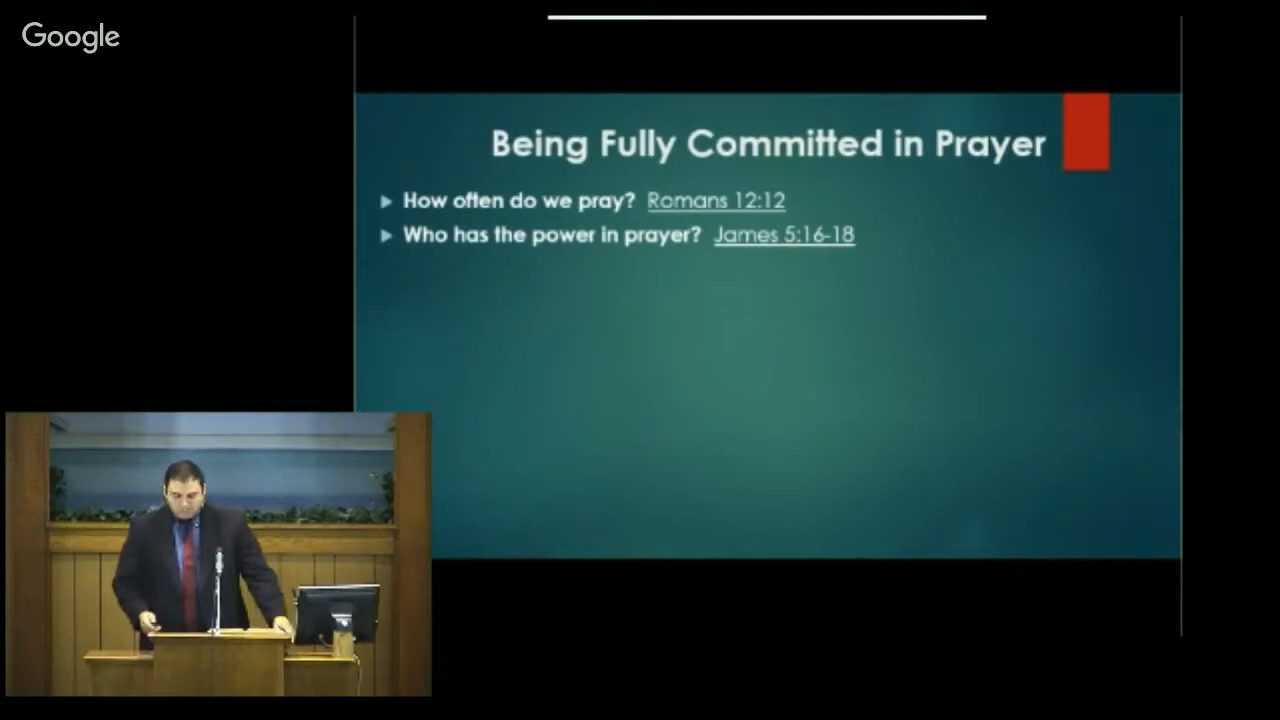 Google
Being Fully Committed in Prayer
How often do we pray? Romans 12:12
Who has the power in prayer? James 5:16-18